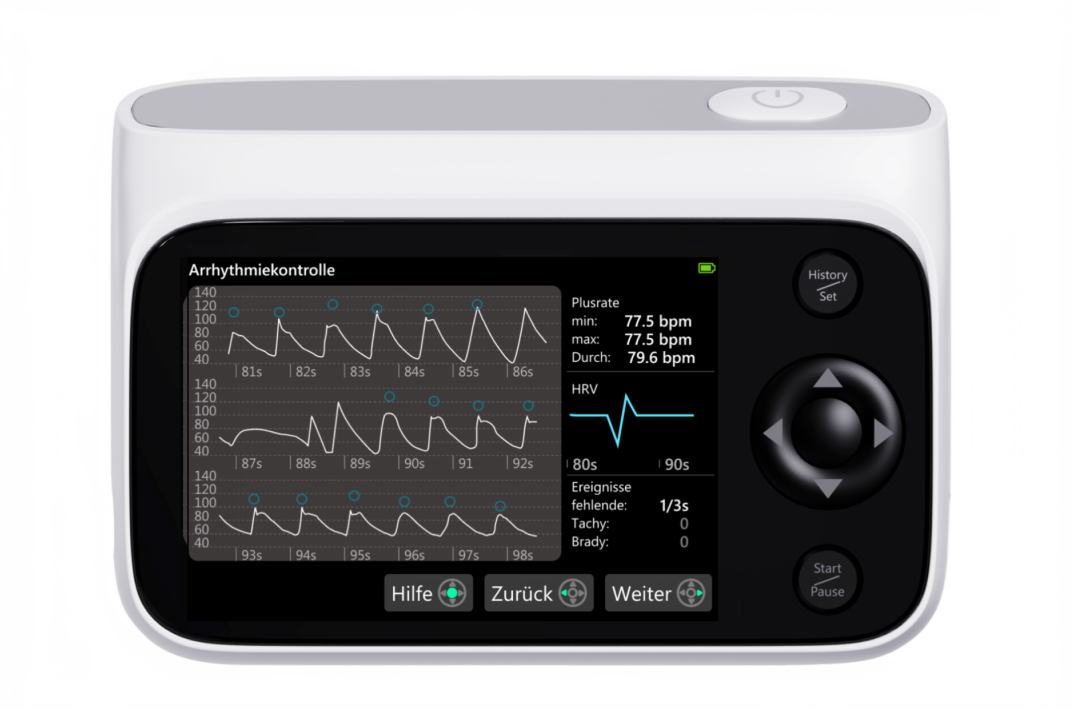 History
Set
Arrhythmiekontrolle
140
120
100
80
60
40
81s 82s 83s 84s 85s 86s
140
120
100
80
60
40
87s 88s 89s 90s 91 92s
140
120
100
80
60
40
93s 94s 95s 96s 97s 98s
Plusrate
min: 77.5 bpm
max: 77.5 bpm
Durch: 79.6 bpm
HRV
80s 90s
Ereignisse
fehlende: 1/3s
Tachy: 0
Brady: 0
Hilfe Zurück Weiter
Start
Pause